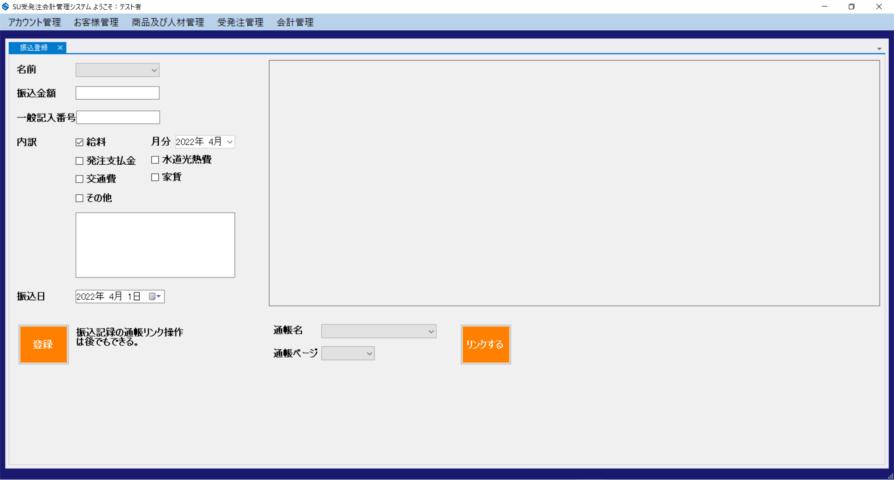 SU受発注会計管理システム ようこそ：テスト者
アカウント管理 お客様管理 商品及び人材管理 受発注管理 会計管理
振込登録
名前
振込金額
一般記入番号
内訳 給料 月分 2022年 4月
発注支払金 水道光熱費
交通費 家賃
その他
振込日 2022年 4月 1日
登録 振込記録の通帳リンク操作
は後でもできる。
通帳名
通帳ページ
リンクする